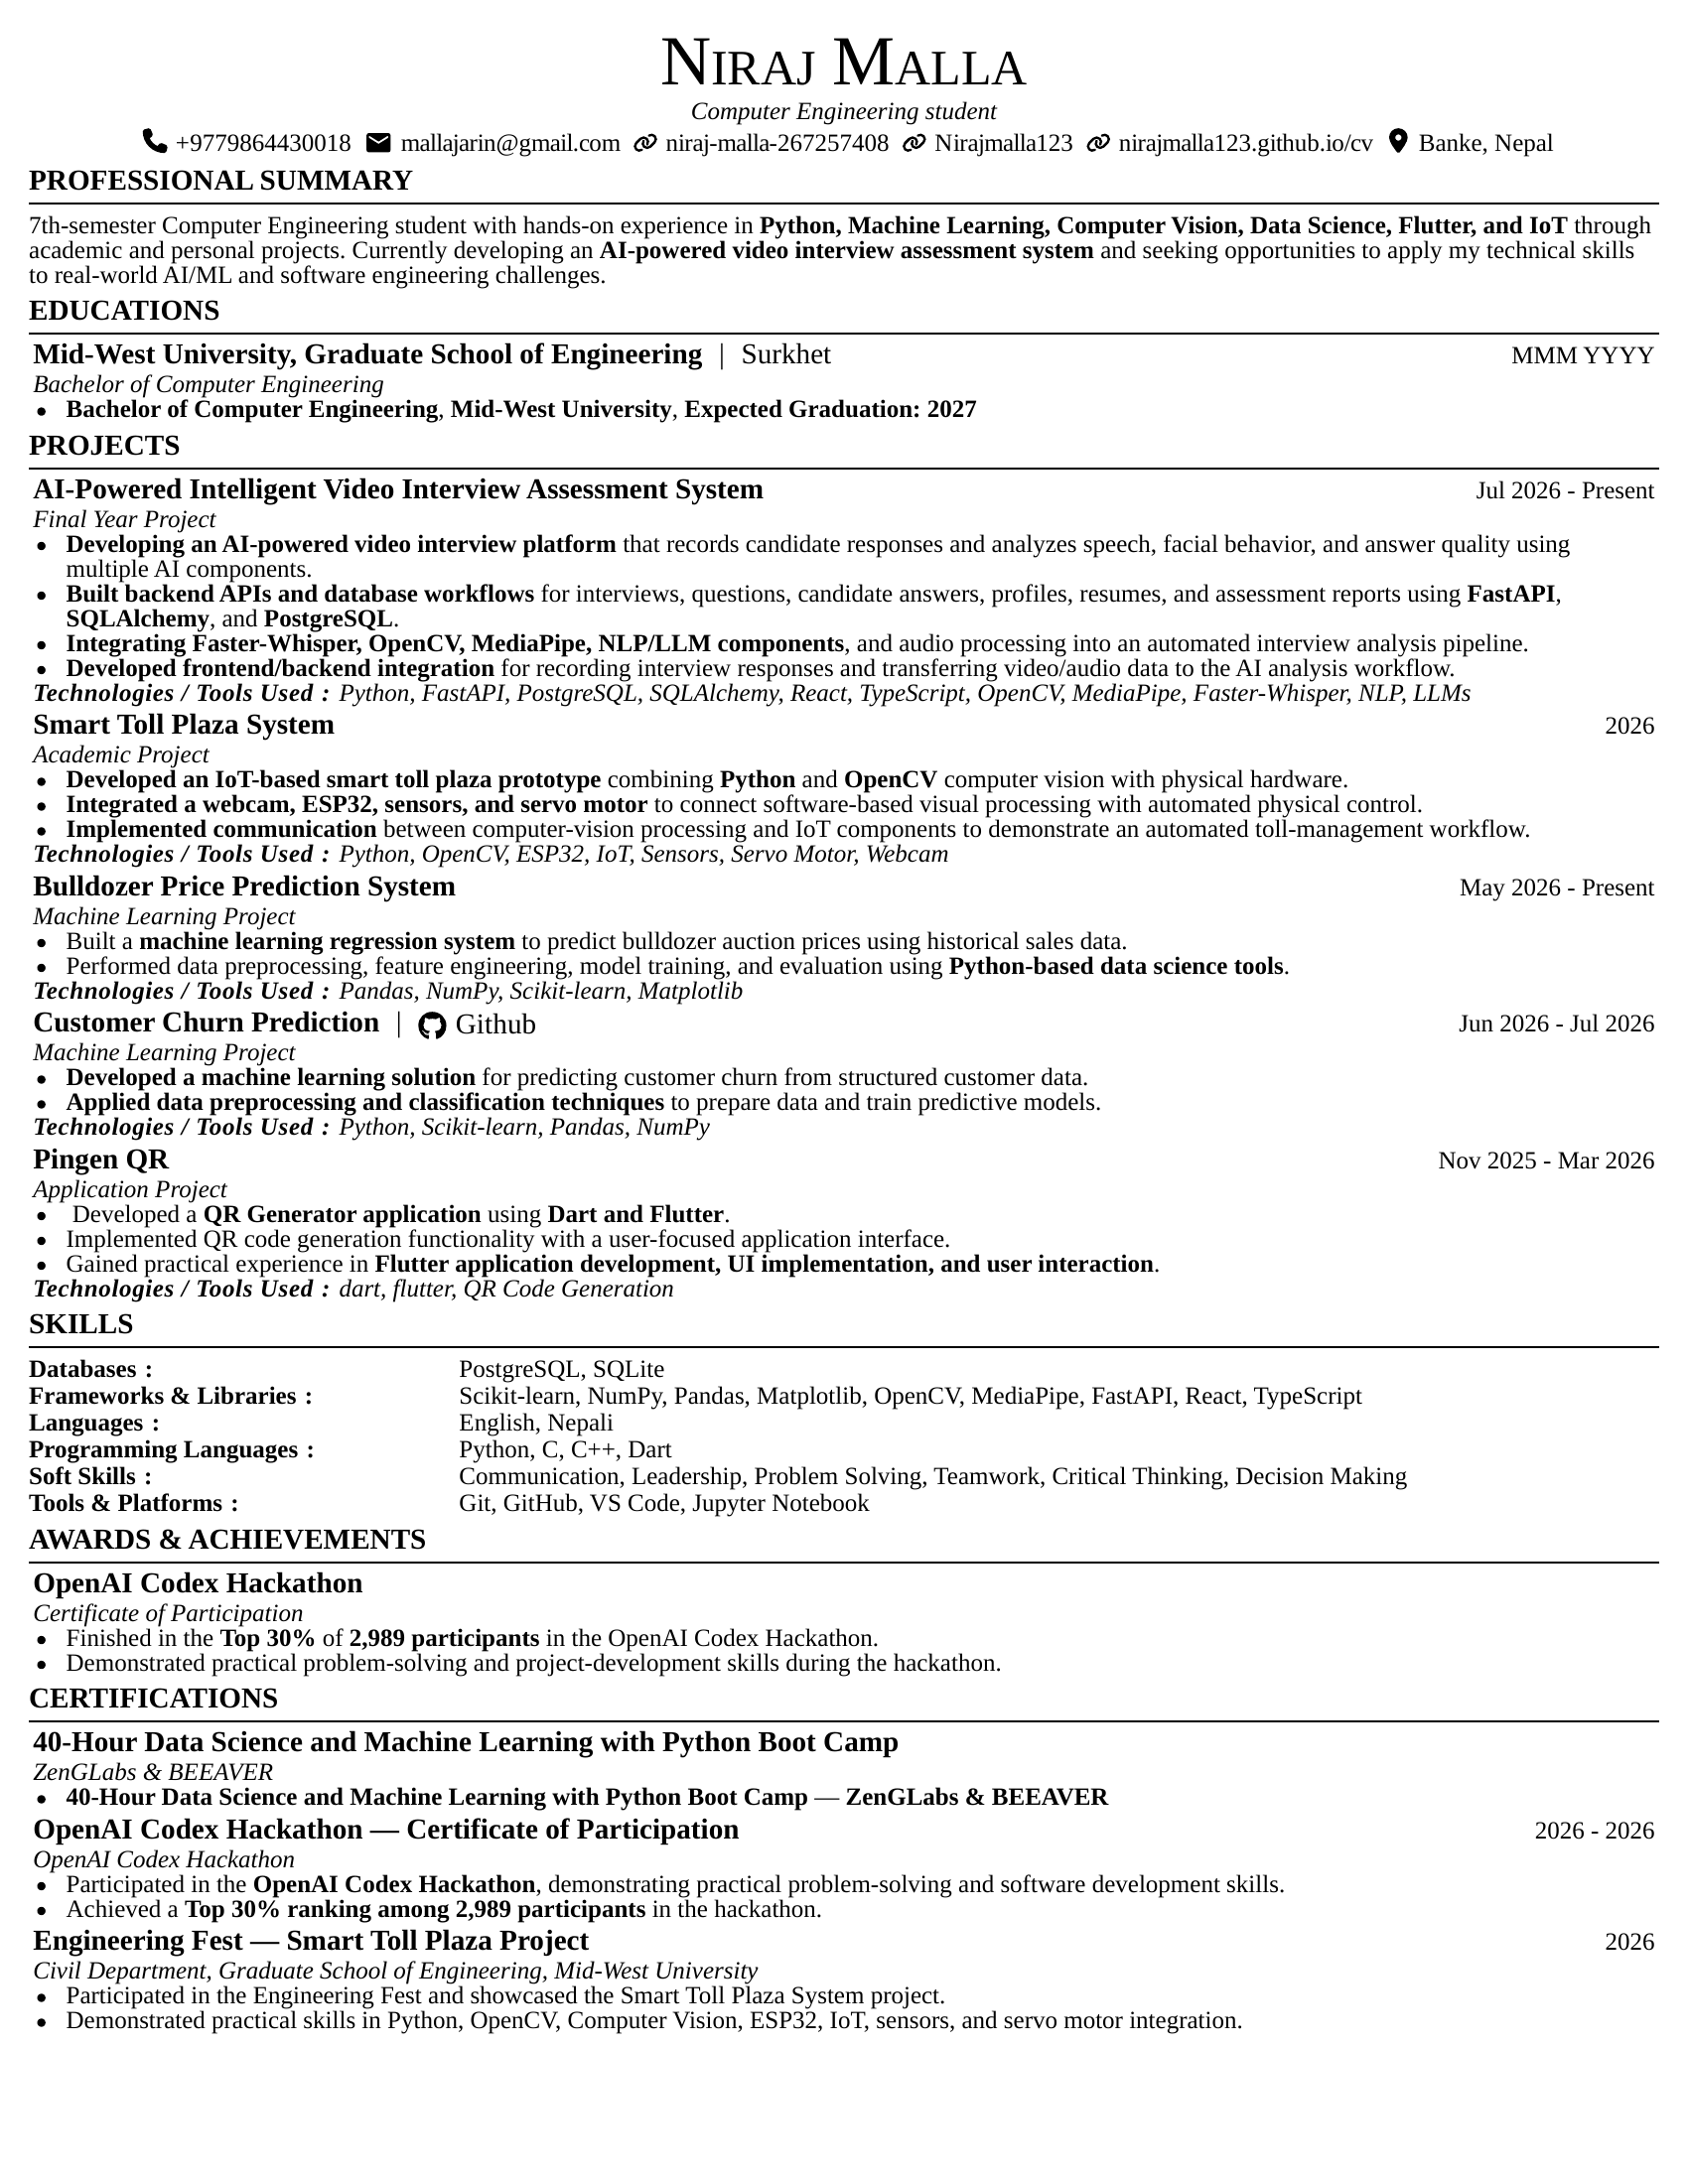 Niraj Malla
Computer Engineering student
+9779864430018 mallajarin@gmail.com niraj-malla-267257408 Nirajmalla123 nirajmalla123.github.io/cv Banke, Nepal
PROFESSIONAL SUMMARY
7th-semester Computer Engineering student with hands-on experience in Python, Machine Learning, Computer Vision, Data Science, Flutter, and IoT through
academic and personal projects. Currently developing an AI-powered video interview assessment system and seeking opportunities to apply my technical skills
to real-world AI/ML and software engineering challenges.
EDUCATIONS
Mid-West University, Graduate School of Engineering | Surkhet MMM YYYY
Bachelor of Computer Engineering
• Bachelor of Computer Engineering, Mid-West University, Expected Graduation: 2027
PROJECTS
AI-Powered Intelligent Video Interview Assessment System Jul 2026 - Present
Final Year Project
• Developing an AI-powered video interview platform that records candidate responses and analyzes speech, facial behavior, and answer quality using
multiple AI components.
• Built backend APIs and database workflows for interviews, questions, candidate answers, profiles, resumes, and assessment reports using FastAPI,
SQLAlchemy, and PostgreSQL.
• Integrating Faster-Whisper, OpenCV, MediaPipe, NLP/LLM components, and audio processing into an automated interview analysis pipeline.
• Developed frontend/backend integration for recording interview responses and transferring video/audio data to the AI analysis workflow.
Technologies / Tools Used : Python, FastAPI, PostgreSQL, SQLAlchemy, React, TypeScript, OpenCV, MediaPipe, Faster-Whisper, NLP, LLMs
Smart Toll Plaza System 2026
Academic Project
• Developed an IoT-based smart toll plaza prototype combining Python and OpenCV computer vision with physical hardware.
• Integrated a webcam, ESP32, sensors, and servo motor to connect software-based visual processing with automated physical control.
• Implemented communication between computer-vision processing and IoT components to demonstrate an automated toll-management workflow.
Technologies / Tools Used : Python, OpenCV, ESP32, IoT, Sensors, Servo Motor, Webcam
Bulldozer Price Prediction System May 2026 - Present
Machine Learning Project
• Built a machine learning regression system to predict bulldozer auction prices using historical sales data.
• Performed data preprocessing, feature engineering, model training, and evaluation using Python-based data science tools.
Technologies / Tools Used : Pandas, NumPy, Scikit-learn, Matplotlib
Customer Churn Prediction | Github Jun 2026 - Jul 2026
Machine Learning Project
• Developed a machine learning solution for predicting customer churn from structured customer data.
• Applied data preprocessing and classification techniques to prepare data and train predictive models.
Technologies / Tools Used : Python, Scikit-learn, Pandas, NumPy
Pingen QR Nov 2025 - Mar 2026
Application Project
• Developed a QR Generator application using Dart and Flutter.
• Implemented QR code generation functionality with a user-focused application interface.
• Gained practical experience in Flutter application development, UI implementation, and user interaction.
Technologies / Tools Used : dart, flutter, QR Code Generation
SKILLS
Databases : PostgreSQL, SQLite
Frameworks & Libraries : Scikit-learn, NumPy, Pandas, Matplotlib, OpenCV, MediaPipe, FastAPI, React, TypeScript
Languages : English, Nepali
Programming Languages : Python, C, C++, Dart
Soft Skills : Communication, Leadership, Problem Solving, Teamwork, Critical Thinking, Decision Making
Tools & Platforms : Git, GitHub, VS Code, Jupyter Notebook
AWARDS & ACHIEVEMENTS
OpenAI Codex Hackathon
Certificate of Participation
• Finished in the Top 30% of 2,989 participants in the OpenAI Codex Hackathon.
• Demonstrated practical problem-solving and project-development skills during the hackathon.
CERTIFICATIONS
40-Hour Data Science and Machine Learning with Python Boot Camp
ZenGLabs & BEEAVER
• 40-Hour Data Science and Machine Learning with Python Boot Camp — ZenGLabs & BEEAVER
OpenAI Codex Hackathon — Certificate of Participation 2026 - 2026
OpenAI Codex Hackathon
• Participated in the OpenAI Codex Hackathon, demonstrating practical problem-solving and software development skills.
• Achieved a Top 30% ranking among 2,989 participants in the hackathon.
Engineering Fest — Smart Toll Plaza Project 2026
Civil Department, Graduate School of Engineering, Mid-West University
• Participated in the Engineering Fest and showcased the Smart Toll Plaza System project.
• Demonstrated practical skills in Python, OpenCV, Computer Vision, ESP32, IoT, sensors, and servo motor integration.